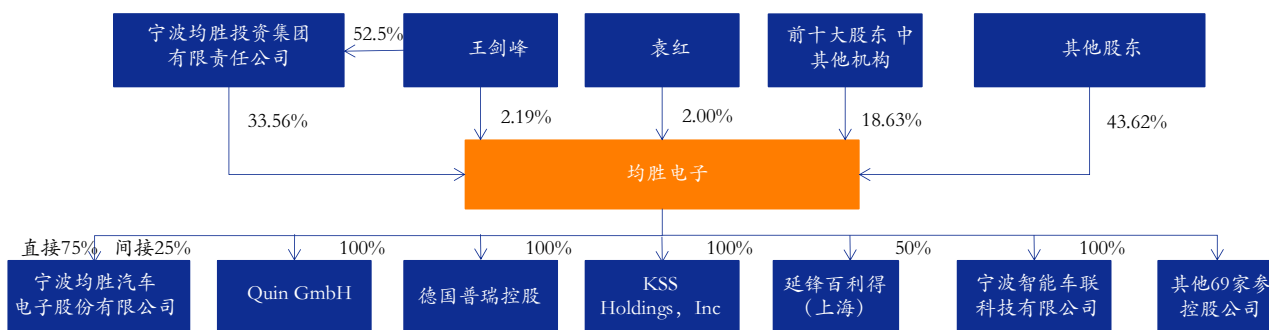 宁波均胜投资集团
有限责任公司
52.5%
王剑峰
袁红
前十大股东 中
其他机构
其他股东
33.56%
2.19%
2.00%
18.63%
43.62%
均胜电子
直接75%
间接25%
100%
100%
100%
50%
100%
宁波均胜汽车
电子股份有限公司
Quin GmbH
德国普瑞控股
KSS
Holdings，Inc
延锋百利得
（上海）
宁波智能车联
科技有限公司
其他69家参
控股公司